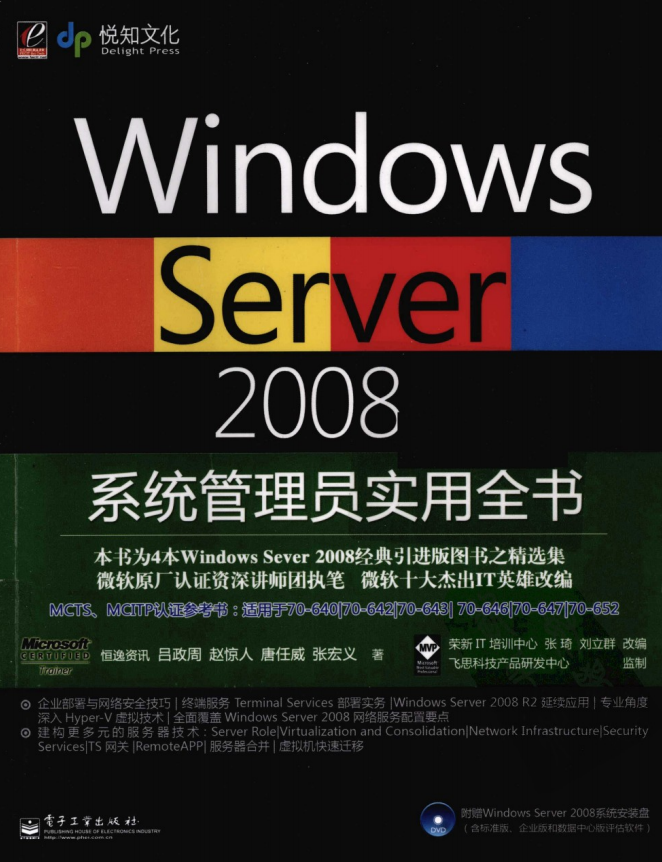 悦知文化
Delight Press
Windows
Server
2008
系统管理员实用全书
本书为4本Windows Sever 2008经典引进版图书之精选集
微软原厂认证资深讲师团执笔 微软十大杰出IT英雄改编
MCTS、MCITP认证参考书：适用于70-640|70-642|70-643| 70-646|70-647|70-652
Microsoft
CERTIFIED
Trainer
恒逸资讯 吕政周 赵惊人 唐任威 张宏义 著
MVP
Microsoft
荣新IT培训中心 张琦 刘立群 改编
飞思科技产品研发中心 监制
企业部署与网络安全技巧 | 终端服务 Terminal Services 部署实务 |Windows Server 2008 R2 延续应用 | 专业角度
深入 Hyper-V 虚拟技术 | 全面覆盖 Windows Server 2008 网络服务配置要点
建构更多元的服务器技术：Server Role|Virtualization and Consolidation|Network Infrastructure|Security
Services|TS 网关 |RemoteAPP| 服务器合并 | 虚拟机快速迁移
电子工业出版社
PUBLISHING HOUSE OF ELECTRONICS INDUSTRY
http://www.phei.com.cn
DVD
附赠Windows Server 2008系统安装盘
（含标准版、企业版和数据中心版评估软件）